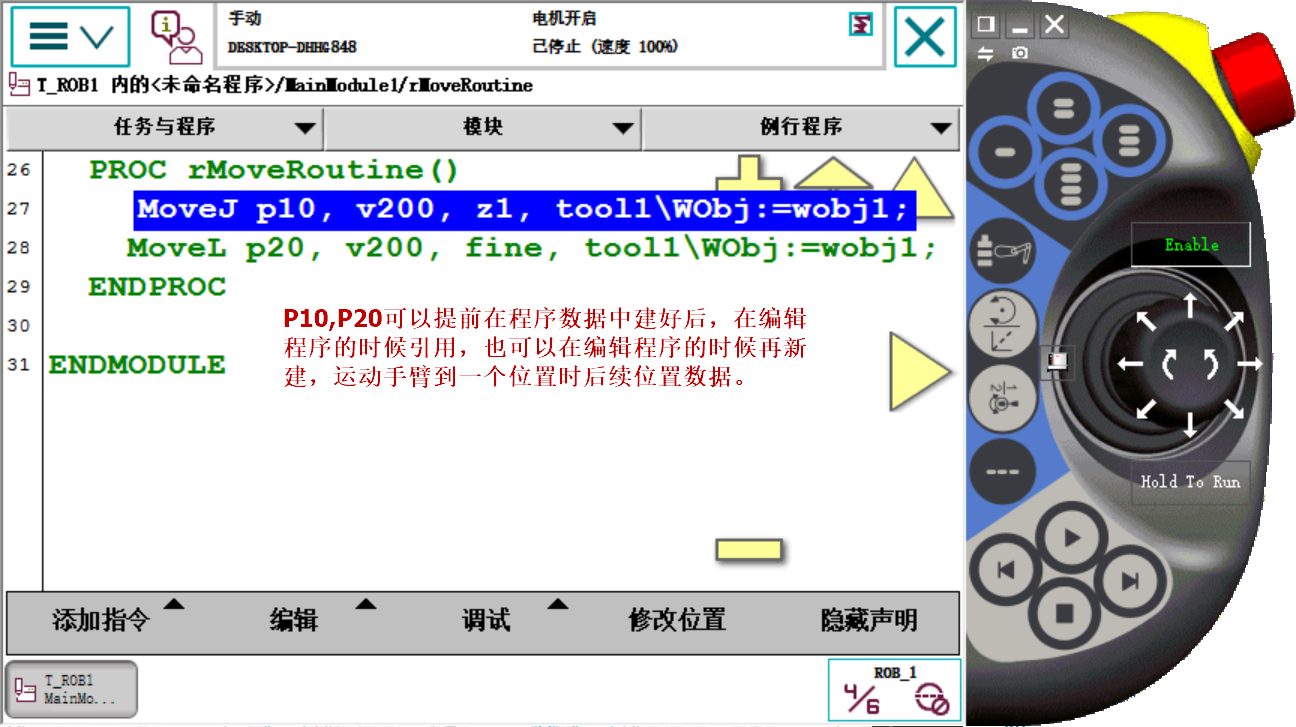 手动
电机开启
DESKTOP-DHHG848
已停止 (速度 100%)
T_ROB1 内的<未命名程序>/MainModule1/rMoveRoutine
任务与程序
模块
例行程序
26 PROC rMoveRoutine()
27 MoveJ p10, v200, z1, tool1\WObj:=wobj1;
28 MoveL p20, v200, fine, tool1\WObj:=wobj1;
29 ENDPROC
30
31 ENDMODULE
P10,P20可以提前在程序数据中建好后，在编辑
程序的时候引用，也可以在编辑程序的时候再新
建，运动手臂到一个位置时后续位置数据。
Enable
Hold To Run
添加指令
编辑
调试
修改位置
隐藏声明
T_ROB1
MainMo...
ROB_1